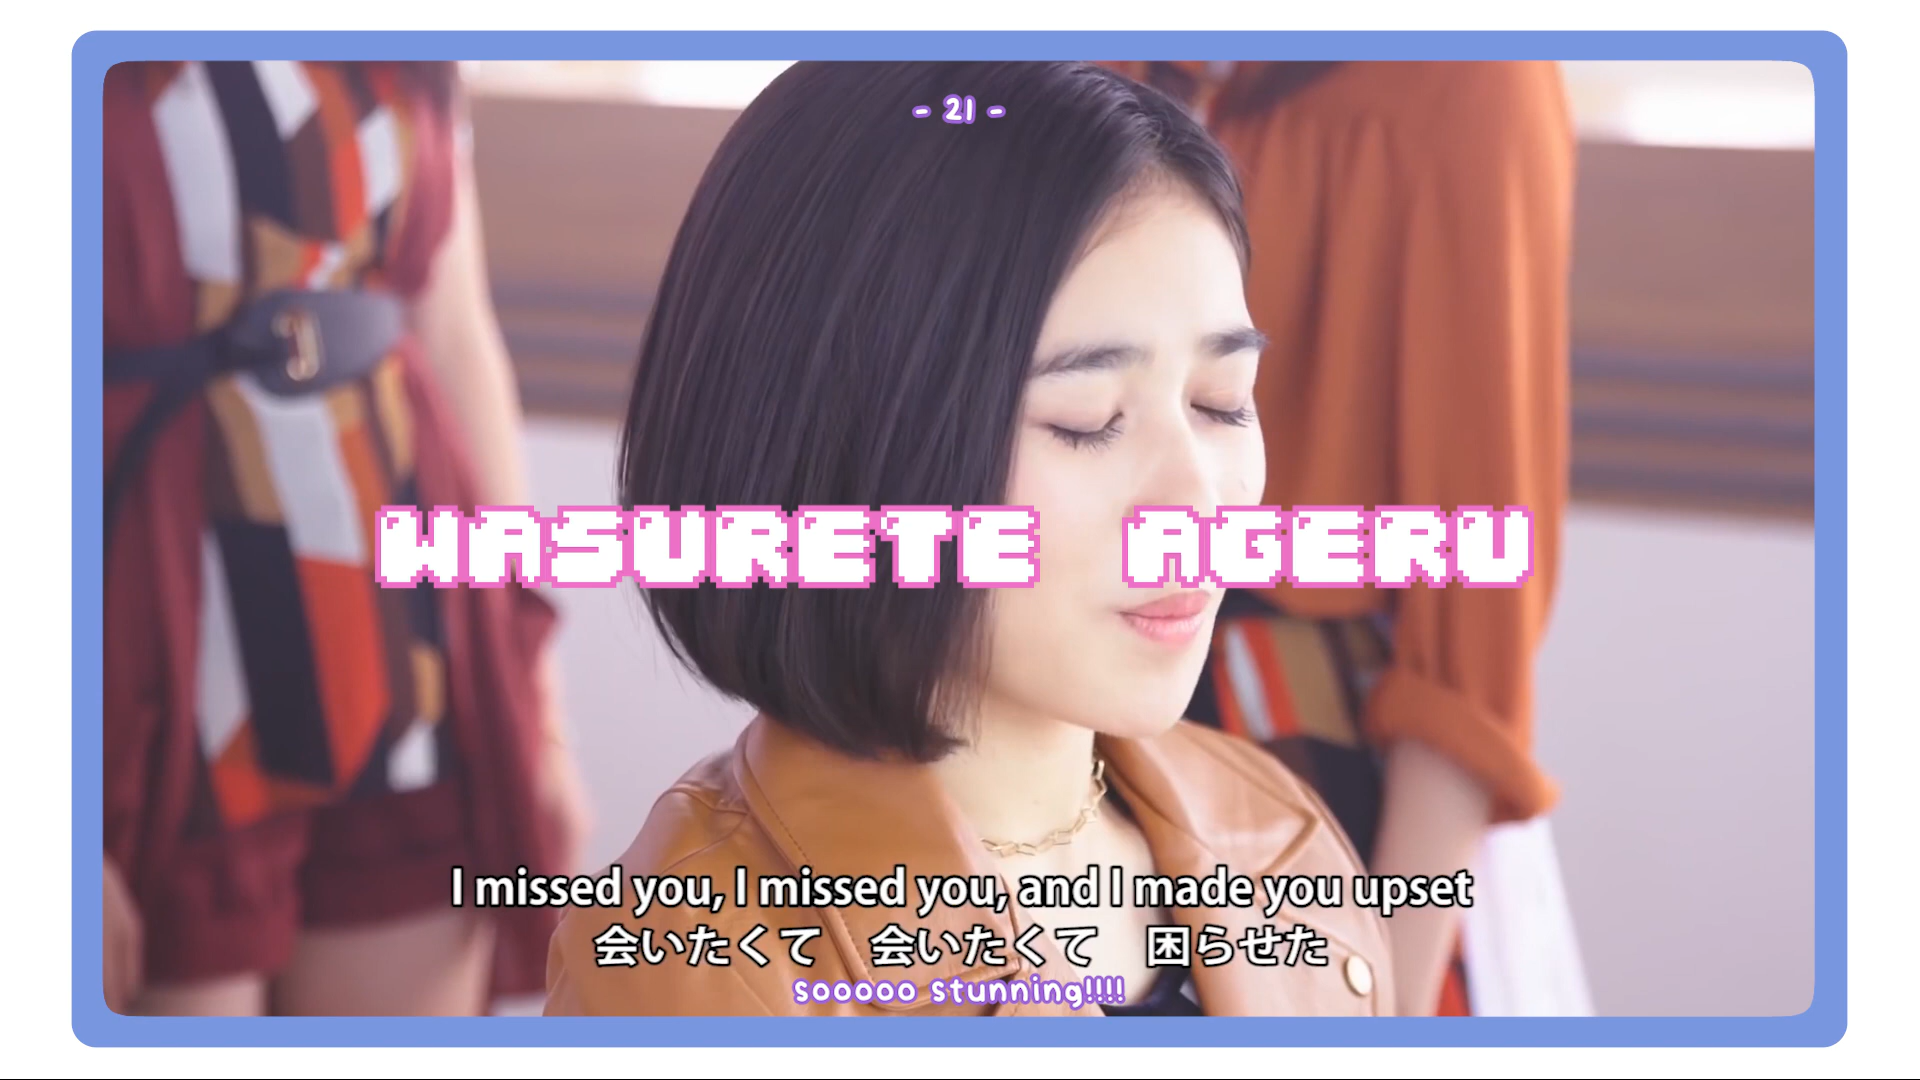 - 21 -
WASURETE AGERU
I missed you, I missed you, and I made you upset
会いたくて 会いたくて 困らせた
sooooo stunning!!!!